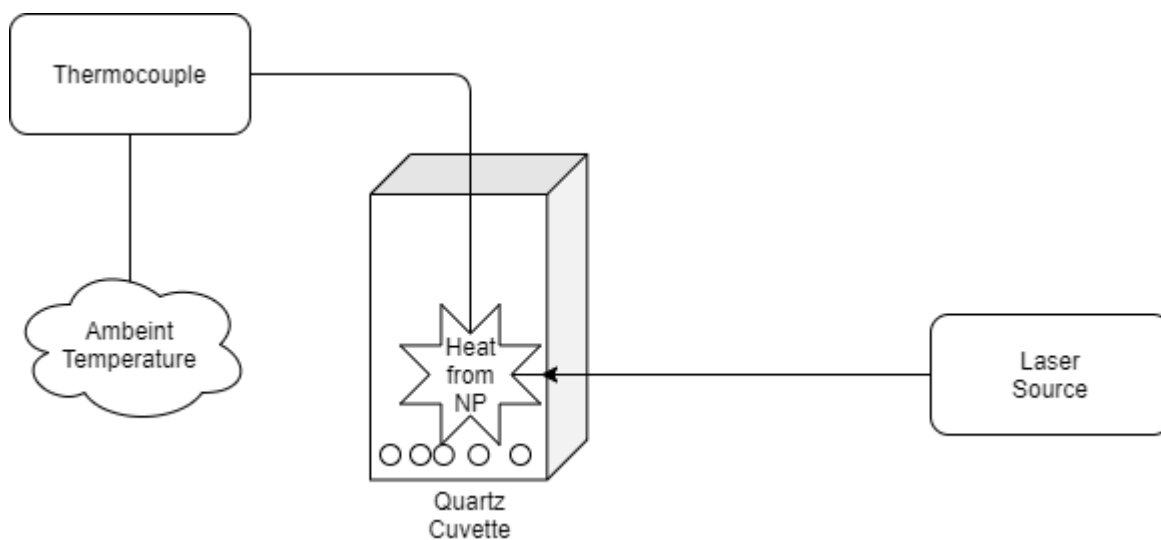 Thermocouple
Ambeint
Temperature
Heat
from
NP
Laser
Source
Quartz
Cuvette